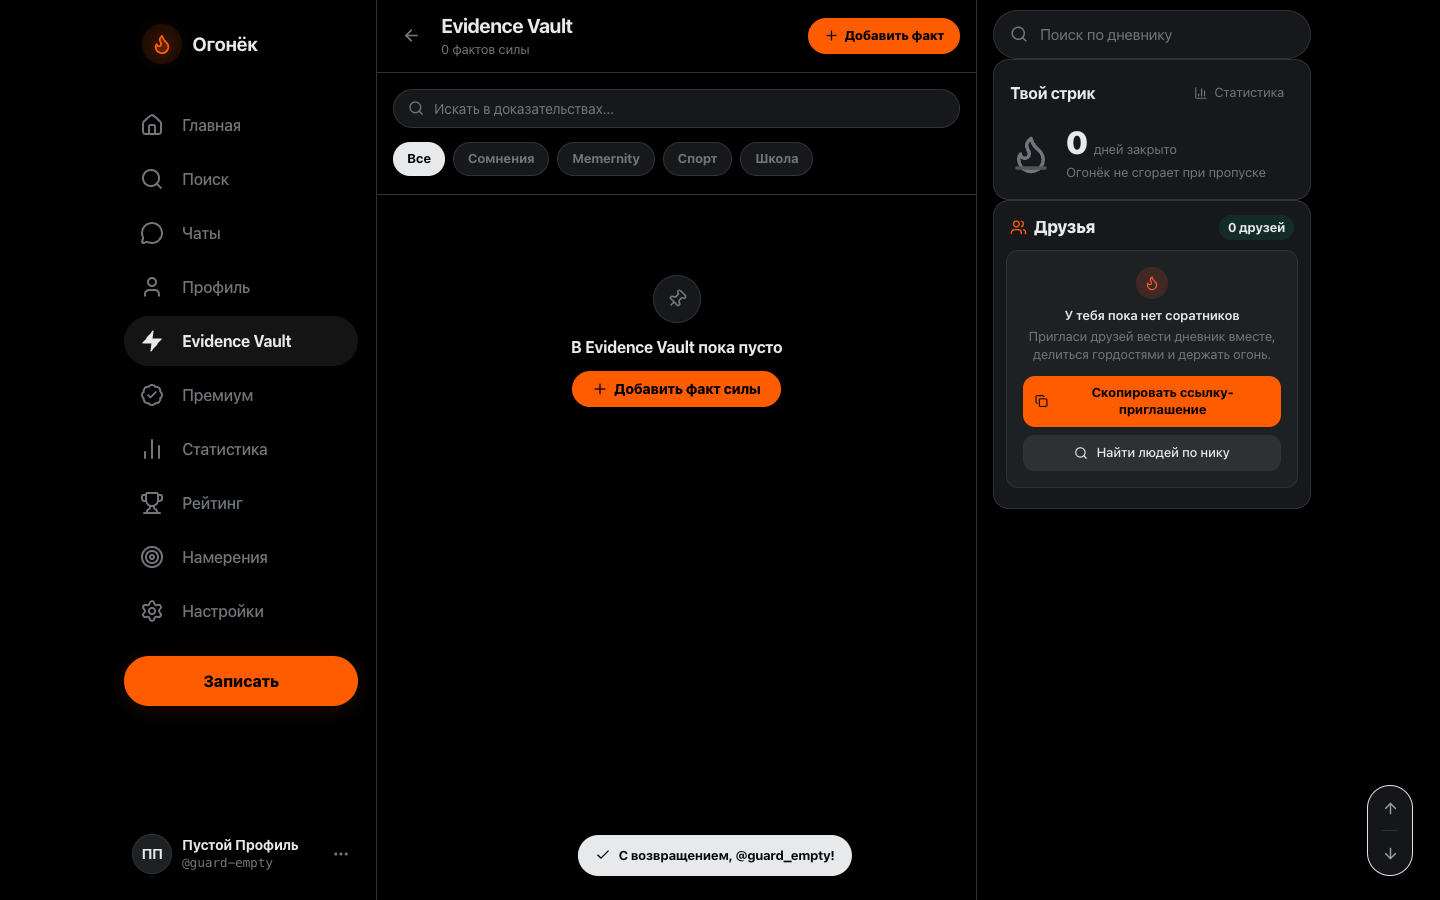 Огонёк
Главная
Поиск
Чаты
Профиль
Evidence Vault
Премиум
Статистика
Рейтинг
Намерения
Настройки
Записать
ПП
Пустой Профиль
@guard-empty
Evidence Vault
0 фактов силы
Добавить факт
Искать в доказательствах...
Все
Сомнения
Memernity
Спорт
Школа
В Evidence Vault пока пусто
Добавить факт силы
С возвращением, @guard_empty!
Поиск по дневнику
Твой стрик
Статистика
0 дней закрыто
Огонёк не сгорает при пропуске
Друзья
0 друзей
У тебя пока нет соратников
Пригласи друзей вести дневник вместе,
делиться гордостями и держать огонь.
Скопировать ссылку-
приглашение
Найти людей по нику